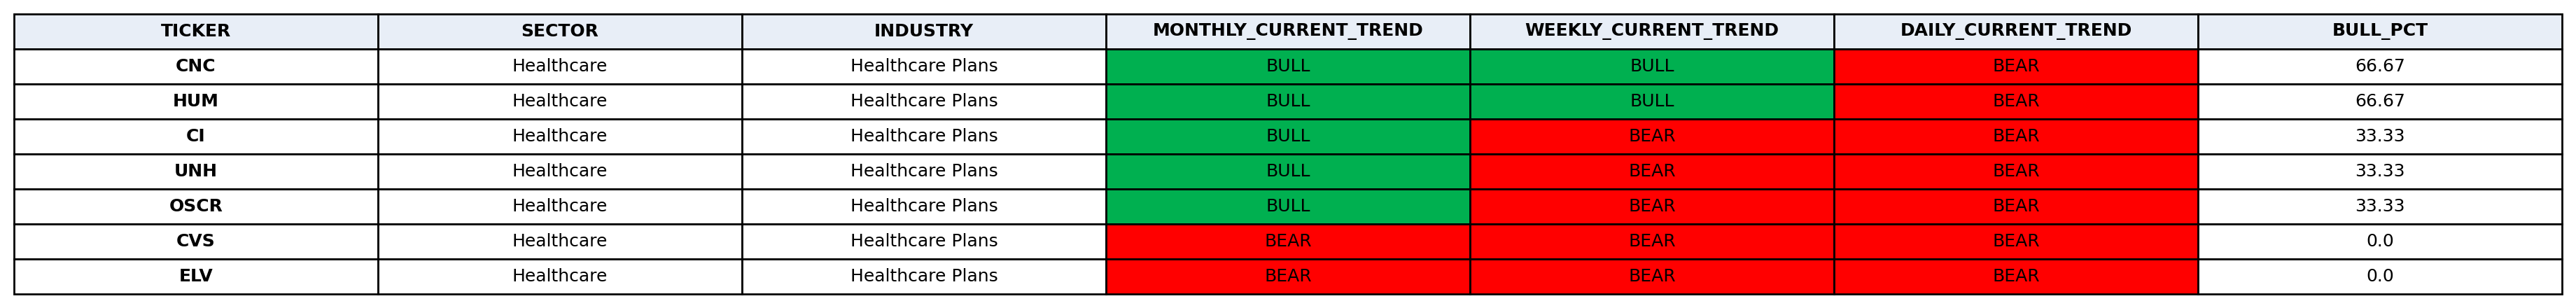 TICKER SECTOR INDUSTRY MONTHLY_CURRENT_TREND WEEKLY_CURRENT_TREND DAILY_CURRENT_TREND BULL_PCT
CNC Healthcare Healthcare Plans BULL BULL BEAR 66.67
HUM Healthcare Healthcare Plans BULL BULL BEAR 66.67
CI Healthcare Healthcare Plans BULL BEAR BEAR 33.33
UNH Healthcare Healthcare Plans BULL BEAR BEAR 33.33
OSCR Healthcare Healthcare Plans BULL BEAR BEAR 33.33
CVS Healthcare Healthcare Plans BEAR BEAR BEAR 0.0
ELV Healthcare Healthcare Plans BEAR BEAR BEAR 0.0